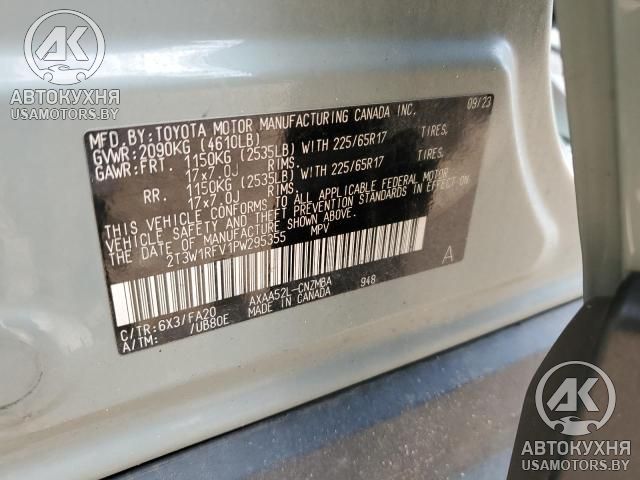 AK
АВТОКУХНЯ
USAMOTORS.BY
MFD.BY:TOYOTA MOTOR MANUFACTURING CANADA INC. 09/23
GVWR:2090KG (4610LB)
GAWR:FRT. 1150KG (2535LB) WITH 225/65R17 TIRES.
17x7.0J RIMS.
RR. 1150KG (2535LB) WITH 225/65R17 TIRES.
17x7.0J RIMS.
THIS VEHICLE CONFORMS TO ALL APPLICABLE FEDERAL MOTOR
VEHICLE SAFETY AND THEFT PREVENTION STANDARDS IN EFFECT ON
THE DATE OF MANUFACTURE SHOWN ABOVE.
2T3W1RFV1PW295355 MPV
A
C/TR:6X3/FA20 AXAA52L-CNZMBA 948
A/TM: /UB80E MADE IN CANADA
AK
АВТОКУХНЯ
USAMOTORS.BY